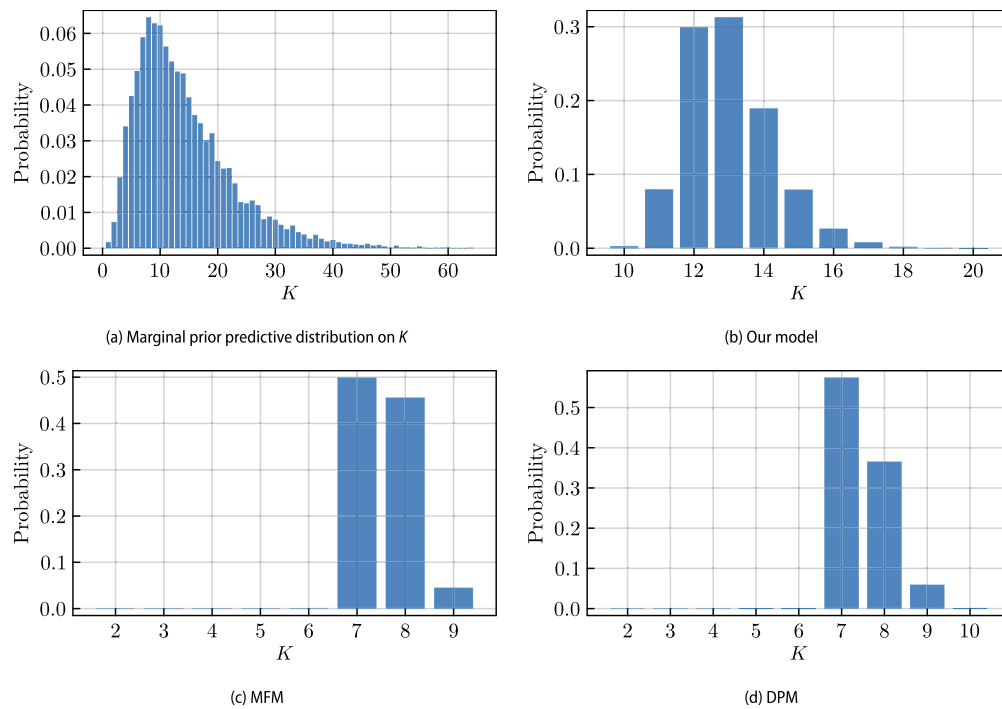 0.06
0.05
0.04
0.03
0.02
0.01
0.00
Probability
0 10 20 30 40 50 60
K
(a) Marginal prior predictive distribution on K
0.3
0.2
0.1
0.0
Probability
10 12 14 16 18 20
K
(b) Our model
0.5
0.4
0.3
0.2
0.1
0.0
Probability
2 3 4 5 6 7 8 9
K
(c) MFM
0.5
0.4
0.3
0.2
0.1
0.0
Probability
2 3 4 5 6 7 8 9 10
K
(d) DPM